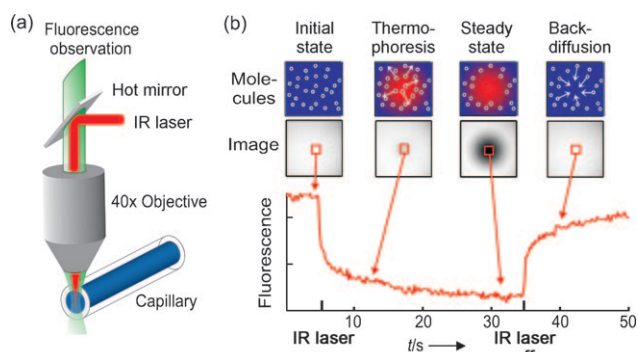 (a)
Fluorescence
observation
Hot mirror
IR laser
40x Objective
Capillary
(b)
Initial
state
Thermo-
phoresis
Steady
state
Back-
diffusion
Mole-
cules
Image
Fluorescence
10 20 30 40 50
IR laser
t/s
IR laser